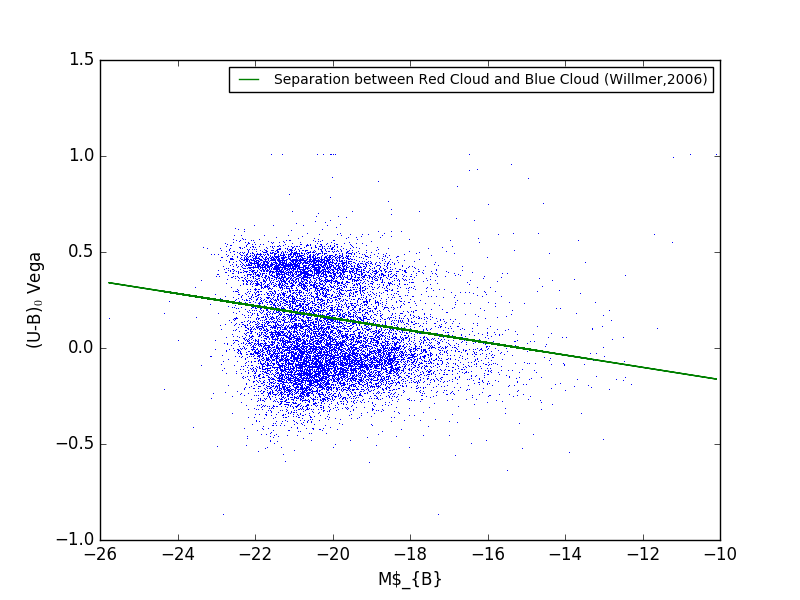 1.5
Separation between Red Cloud and Blue Cloud (Willmer,2006)
1.0
0.5
(U-B)₀ Vega
0.0
−0.5
−1.0
−26 −24 −22 −20 −18 −16 −14 −12 −10
M$_{B}